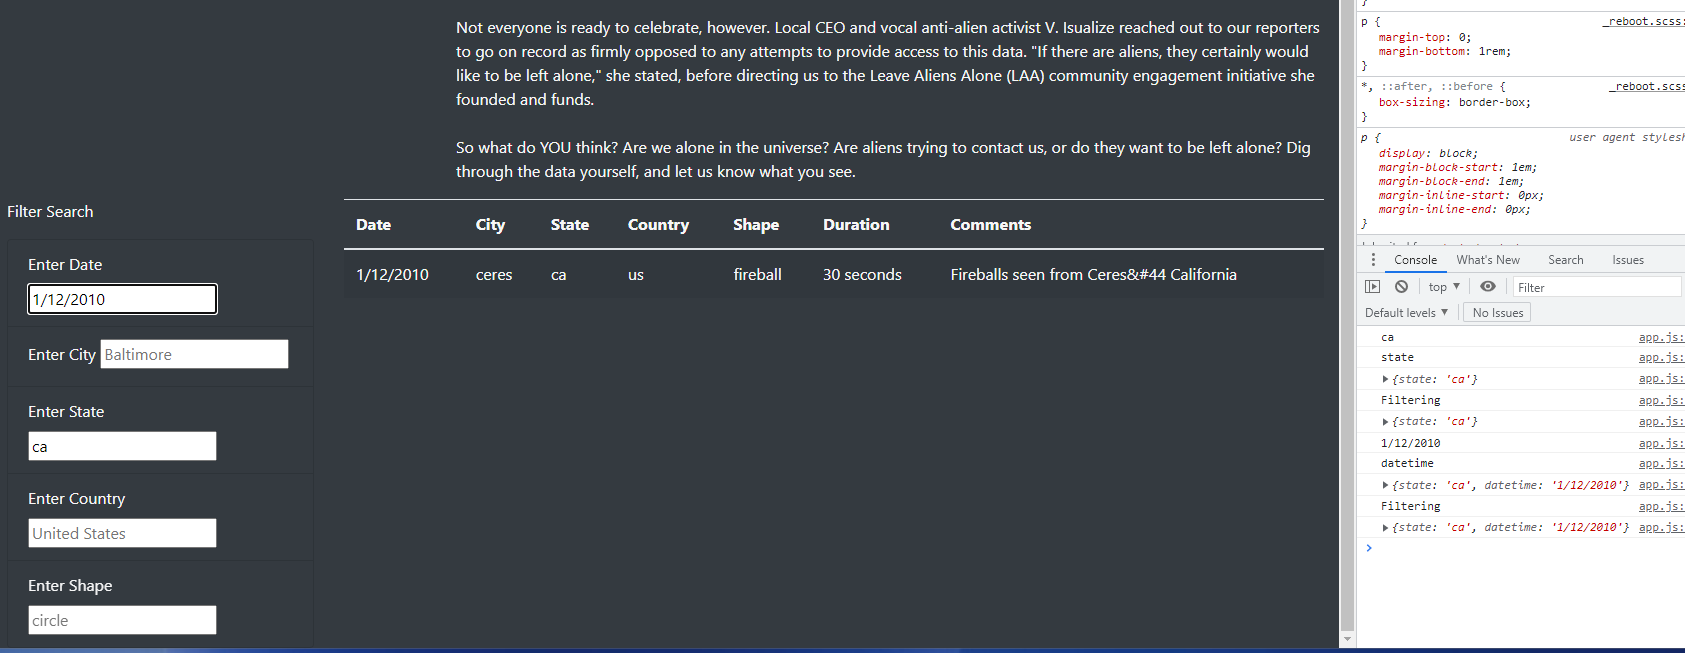 Not everyone is ready to celebrate, however. Local CEO and vocal anti-alien activist V. Isualize reached out to our reporters
to go on record as firmly opposed to any attempts to provide access to this data. "If there are aliens, they certainly would
like to be left alone," she stated, before directing us to the Leave Aliens Alone (LAA) community engagement initiative she
founded and funds.
So what do YOU think? Are we alone in the universe? Are aliens trying to contact us, or do they want to be left alone? Dig
through the data yourself, and let us know what you see.
Filter Search
Enter Date
1/12/2010
Enter City Baltimore
Enter State
ca
Enter Country
United States
Enter Shape
circle
Date City State Country Shape Duration Comments
1/12/2010 ceres ca us fireball 30 seconds Fireballs seen from Ceres&#44 California
}
p { _reboot.scss:
margin-top: 0;
margin-bottom: 1rem;
}
*, ::after, ::before { _reboot.scss
box-sizing: border-box;
}
p { user agent stylesh
display: block;
margin-block-start: 1em;
margin-block-end: 1em;
margin-inline-start: 0px;
margin-inline-end: 0px;
}
Console What's New Search Issues
top ▼ Filter
Default levels ▼ No Issues
ca app.js:
state app.js:
▶{state: 'ca'} app.js:
Filtering app.js:
▶{state: 'ca'} app.js:
1/12/2010 app.js:
datetime app.js:
▶{state: 'ca', datetime: '1/12/2010'} app.js:
Filtering app.js:
▶{state: 'ca', datetime: '1/12/2010'} app.js:
>